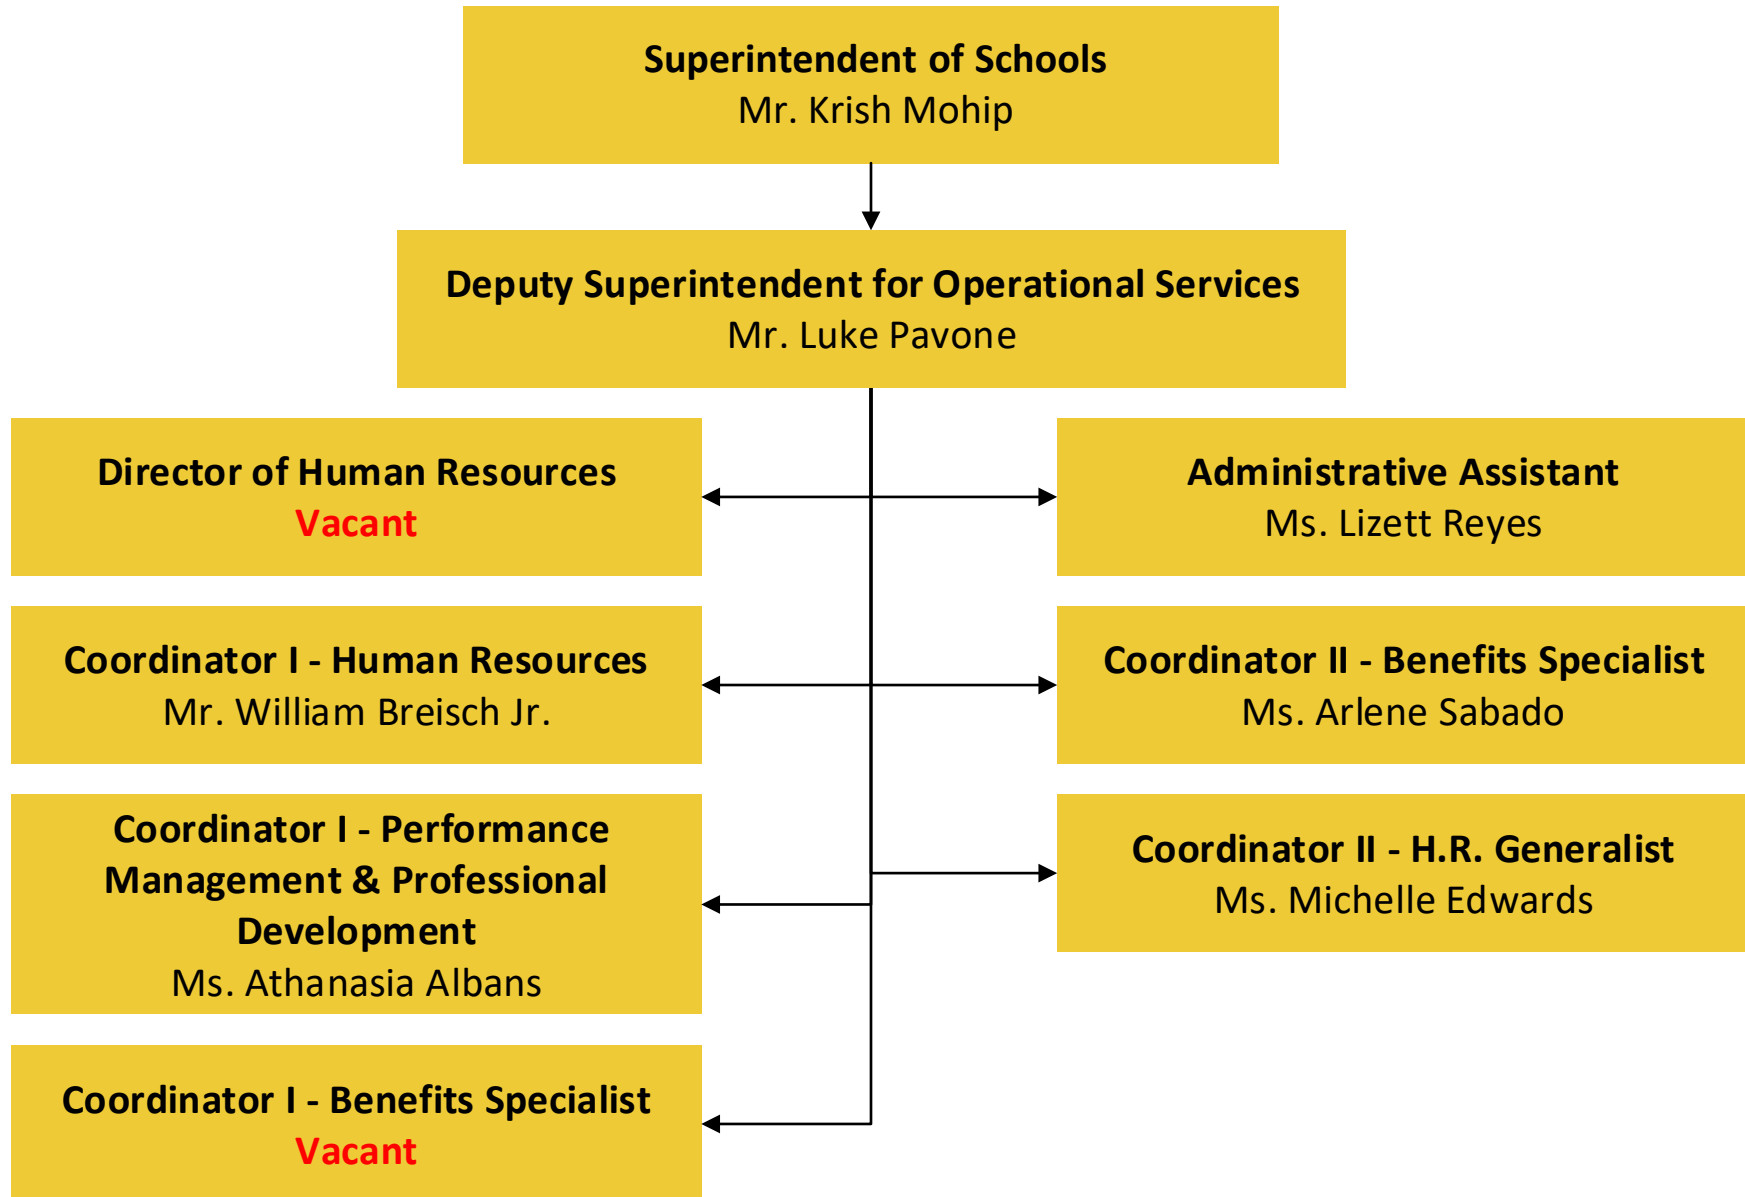 Superintendent of Schools
Mr. Krish Mohip
Deputy Superintendent for Operational Services
Mr. Luke Pavone
Director of Human Resources
Vacant
Administrative Assistant
Ms. Lizett Reyes
Coordinator I - Human Resources
Mr. William Breisch Jr.
Coordinator II - Benefits Specialist
Ms. Arlene Sabado
Coordinator I - Performance
Management & Professional
Development
Ms. Athanasia Albans
Coordinator II - H.R. Generalist
Ms. Michelle Edwards
Coordinator I - Benefits Specialist
Vacant